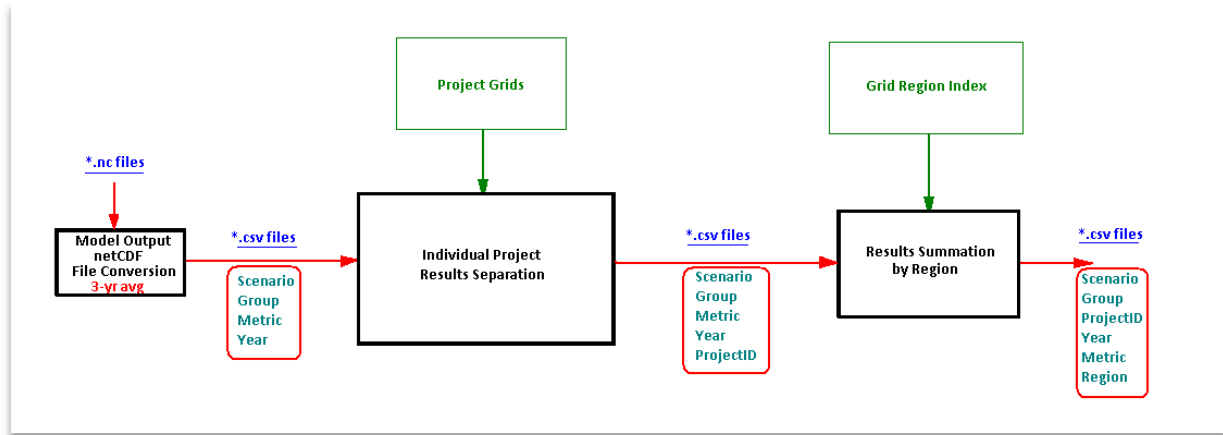 Project Grids
Grid Region Index
*.nc files
Model Output
netCDF
File Conversion
3-yr avg
*.csv files
Scenario
Group
Metric
Year
Individual Project
Results Separation
*.csv files
Scenario
Group
Metric
Year
ProjectID
Results Summation
by Region
*.csv files
Scenario
Group
ProjectID
Year
Metric
Region